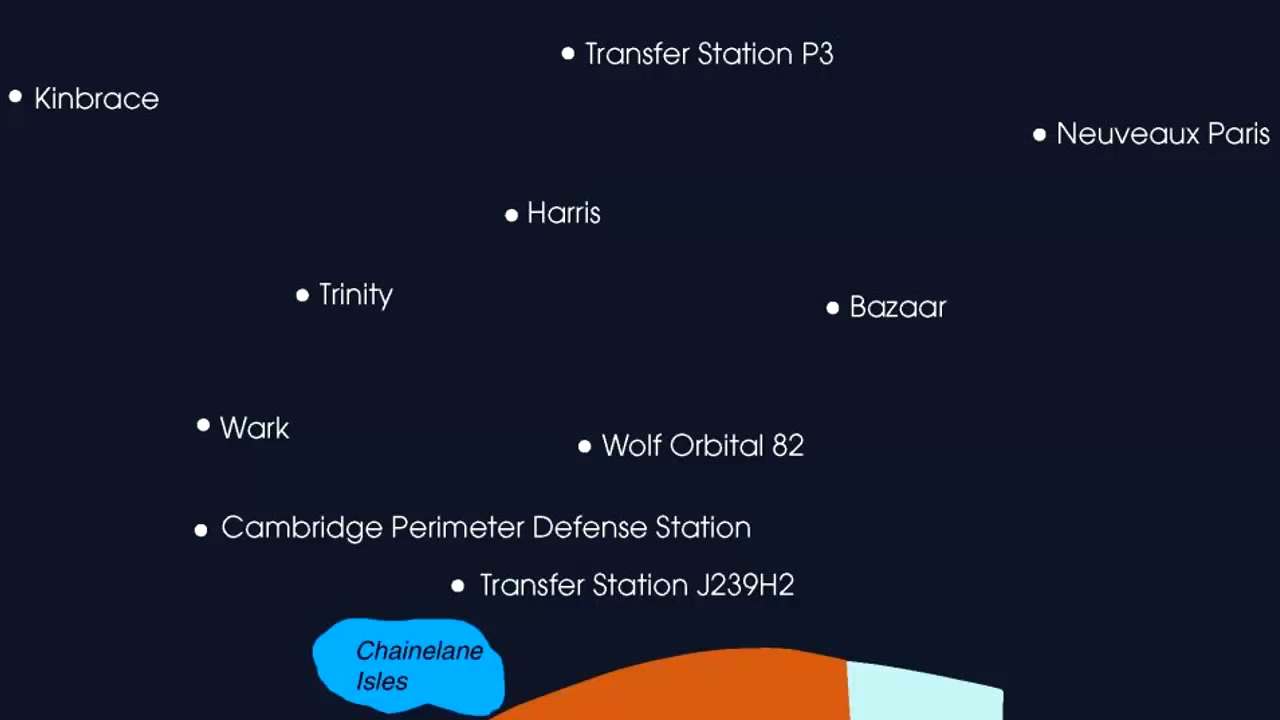 Transfer Station P3
Kinbrace
Neuveaux Paris
Harris
Trinity
Bazaar
Wark
Wolf Orbital 82
Cambridge Perimeter Defense Station
Transfer Station J239H2
Chainelane
Isles